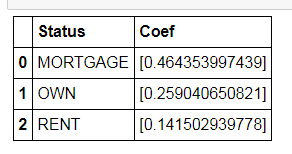 Status Coef
0 MORTGAGE [0.464353997439]
1 OWN [0.259040650821]
2 RENT [0.141502939778]